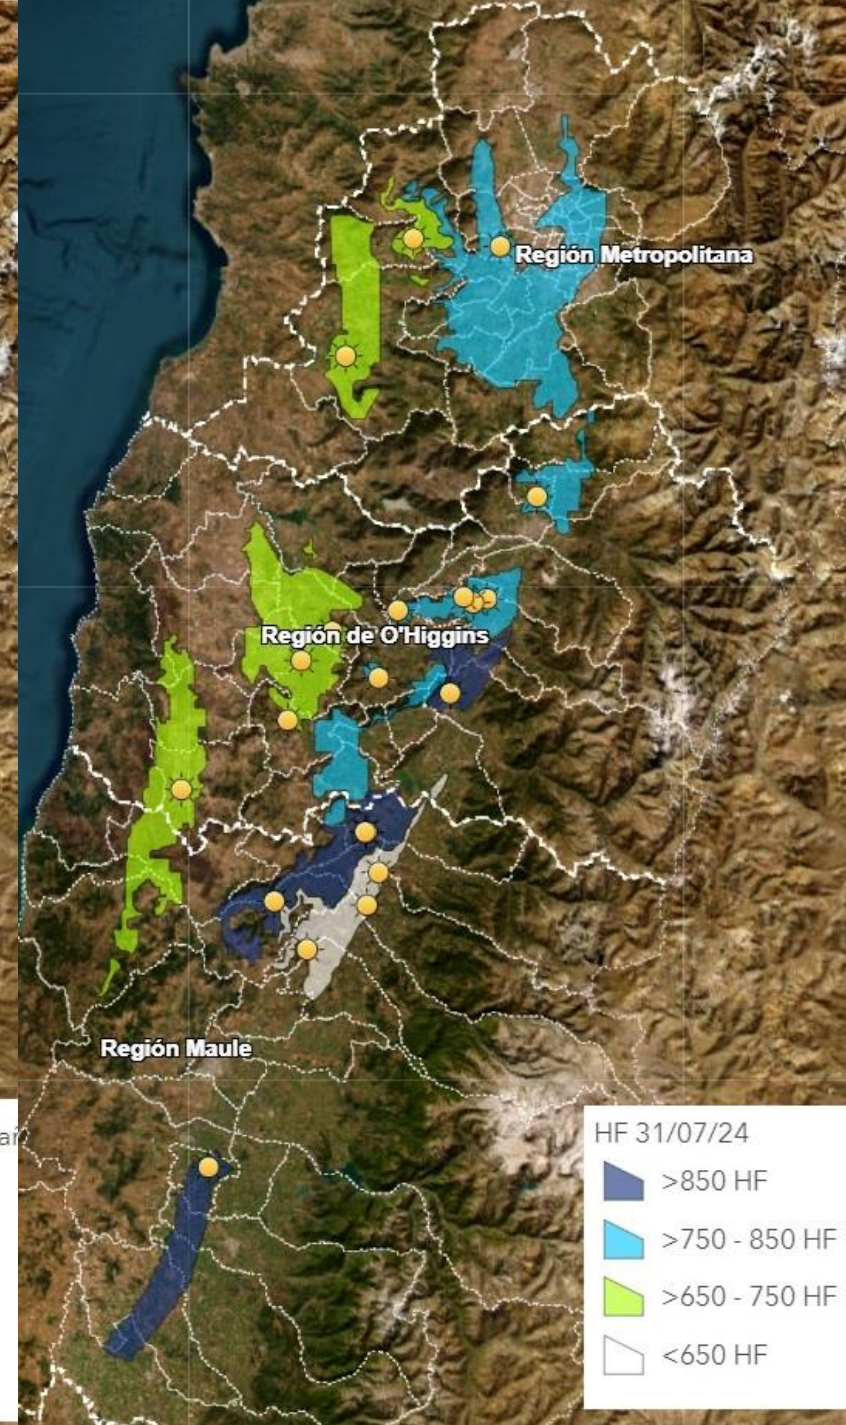 Región Metropolitana
Región de O'Higgins
Región Maule
HF 31/07/24
>850 HF
>750 - 850 HF
>650 - 750 HF
<650 HF